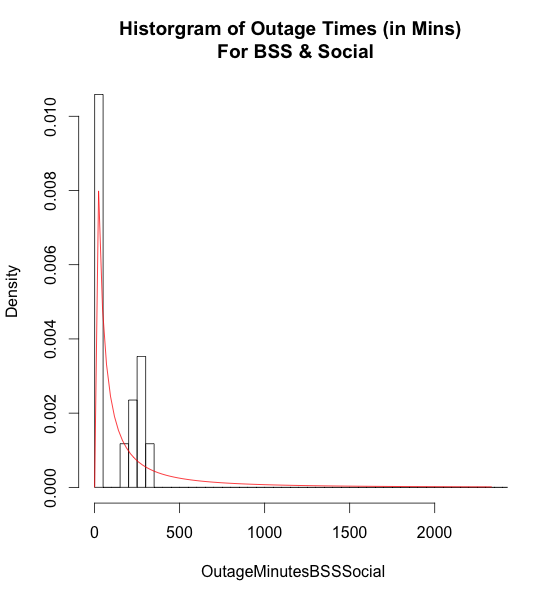 Historgram of Outage Times (in Mins)
For BSS & Social
Density
0.010
0.008
0.006
0.004
0.002
0.000
0 500 1000 1500 2000
OutageMinutesBSSSocial